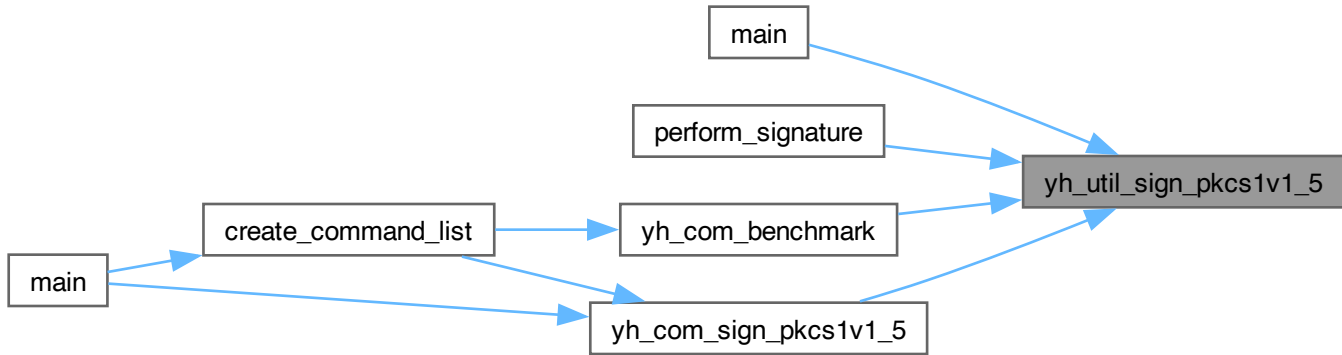 main
perform_signature
yh_util_sign_pkcs1v1_5
create_command_list
yh_com_benchmark
main
yh_com_sign_pkcs1v1_5